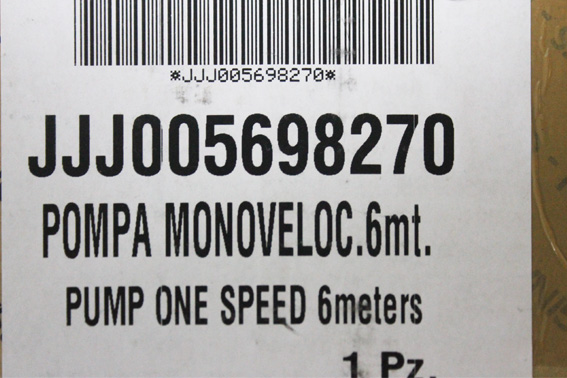 *JJJ005698270*
JJJ005698270
POMPA MONOVELOC.6mt.
PUMP ONE SPEED 6meters
1 Pz.